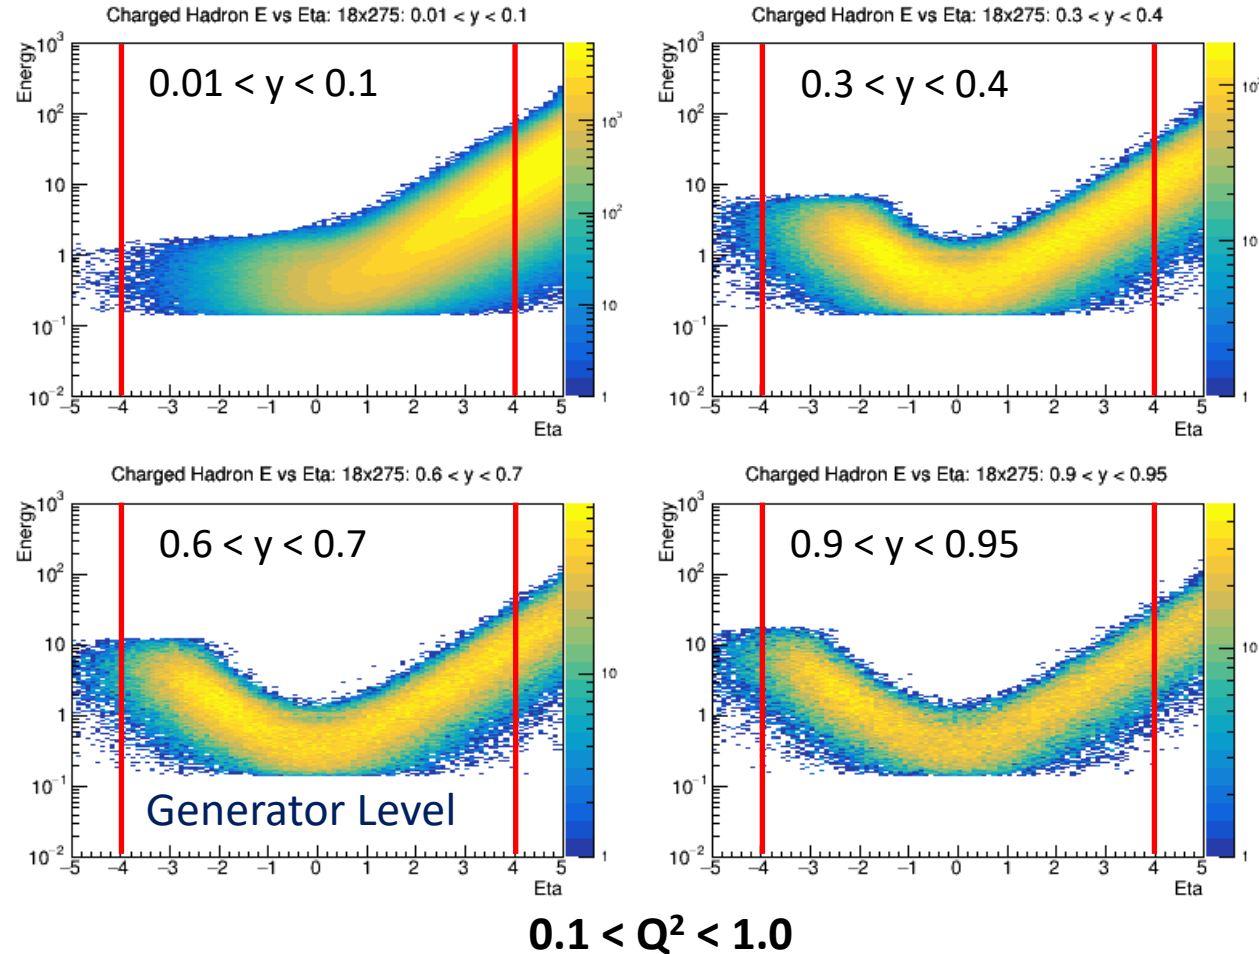 Charged Hadron E vs Eta: 18x275: 0.01 < y < 0.1
Energy
10³
10²
10
1
10⁻¹
10⁻²
0.01 < y < 0.1
−5 −4 −3 −2 −1 0 1 2 3 4 5
Eta
10³
10²
10
1
Charged Hadron E vs Eta: 18x275: 0.3 < y < 0.4
Energy
10³
10²
10
1
10⁻¹
10⁻²
0.3 < y < 0.4
−5 −4 −3 −2 −1 0 1 2 3 4 5
Eta
10²
10
1
Charged Hadron E vs Eta: 18x275: 0.6 < y < 0.7
Energy
10³
10²
10
1
10⁻¹
10⁻²
0.6 < y < 0.7
Generator Level
−5 −4 −3 −2 −1 0 1 2 3 4 5
Eta
10
1
Charged Hadron E vs Eta: 18x275: 0.9 < y < 0.95
Energy
10³
10²
10
1
10⁻¹
10⁻²
0.9 < y < 0.95
−5 −4 −3 −2 −1 0 1 2 3 4 5
Eta
10
1
0.1 < Q² < 1.0